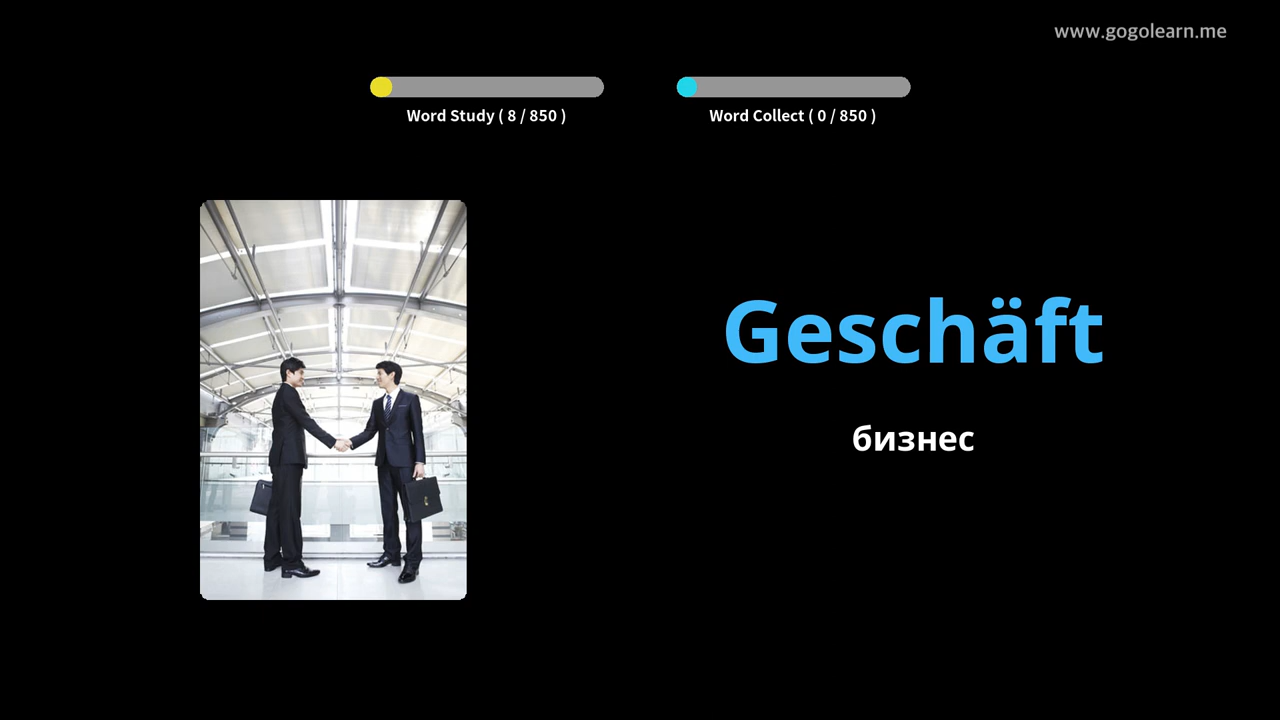 www.gogolearn.me
Word Study ( 8 / 850 )
Word Collect ( 0 / 850 )
Geschäft
бизнес